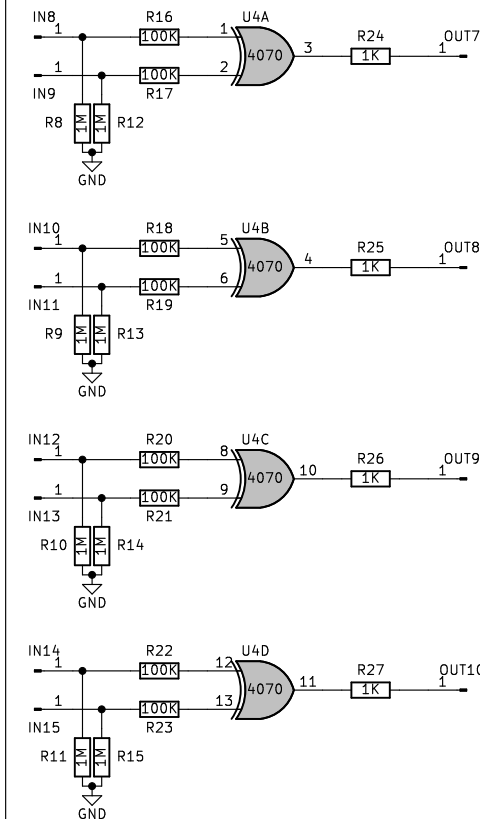 IN8 R16 U4A
1 100K 1 4070 3 R24 1K 1 OUT7
1 100K 2
IN9 R17
R8 1M 1M R12
GND
IN10 R18 U4B
1 100K 5 4070 4 R25 1K 1 OUT8
1 100K 6
IN11 R19
R9 1M 1M R13
GND
IN12 R20 U4C
1 100K 8 4070 10 R26 1K 1 OUT9
1 100K 9
IN13 R21
R10 1M 1M R14
GND
IN14 R22 U4D
1 100K 12 4070 11 R27 1K 1 OUT10
1 100K 13
IN15 R23
R11 1M 1M R15
GND